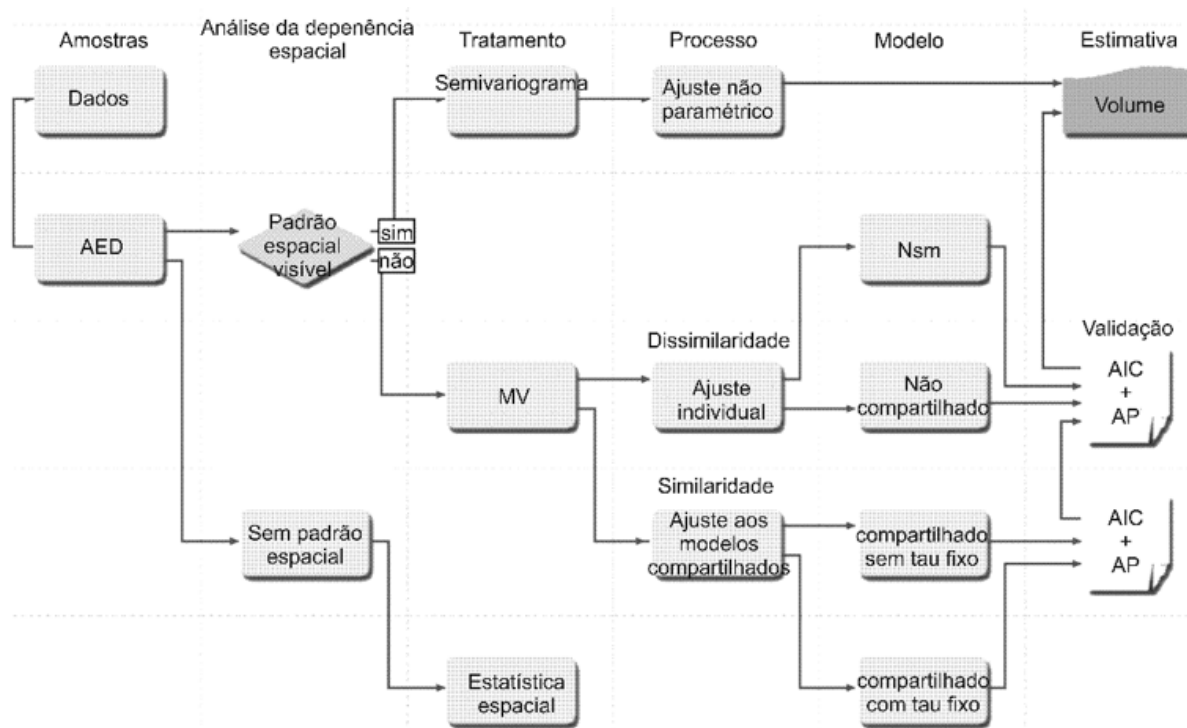 Amostras
Análise da depenência
espacial
Tratamento
Processo
Modelo
Estimativa
Dados
Semivariograma
Ajuste não
paramétrico
Volume
AED
Padrão
espacial
visível
sim
não
Nsm
Dissimilaridade
Validação
MV
Ajuste
individual
Não
compartilhado
AIC
+
AP
Similaridade
Sem padrão
espacial
Ajuste aos
modelos
compartilhados
compartilhado
sem tau fixo
AIC
+
AP
Estatística
espacial
compartilhado
com tau fixo